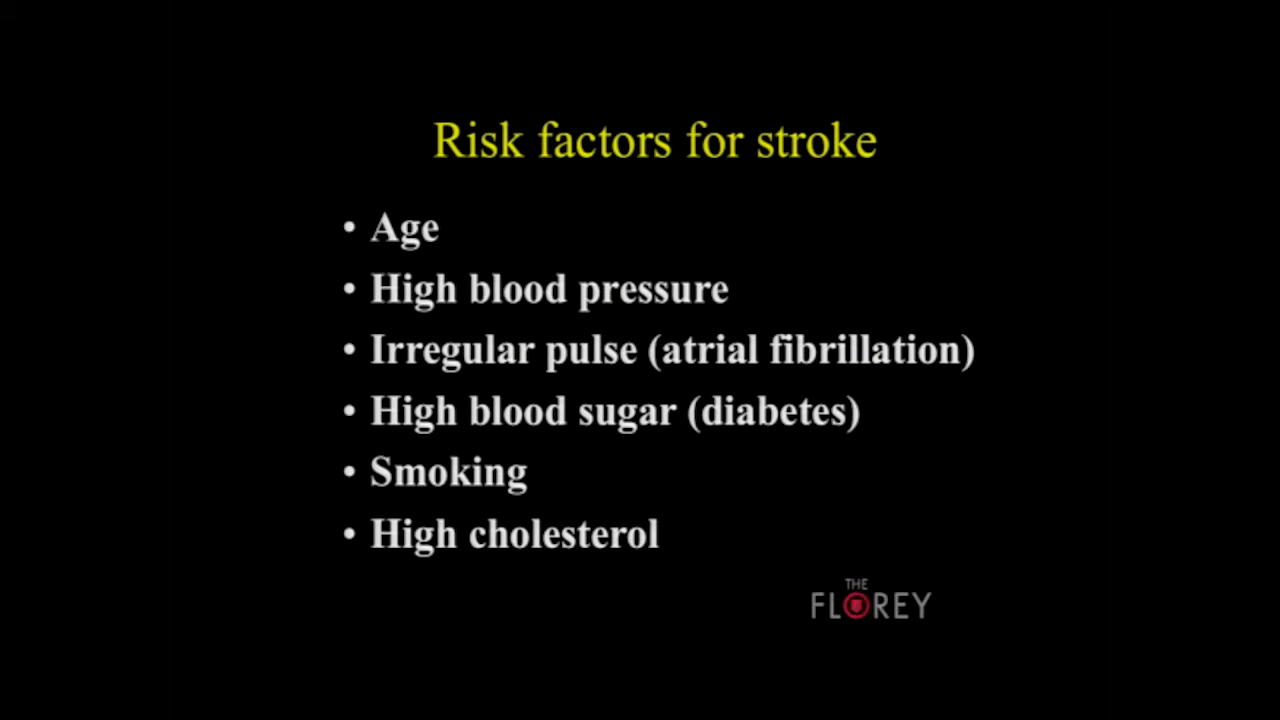 Risk factors for stroke
• Age
• High blood pressure
• Irregular pulse (atrial fibrillation)
• High blood sugar (diabetes)
• Smoking
• High cholesterol
THE
FLOREY